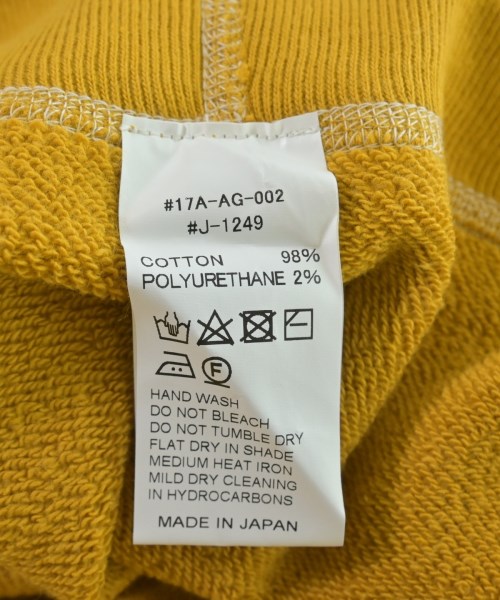 #17A-AG-002
#J-1249
COTTON 98%
POLYURETHANE 2%
F
HAND WASH
DO NOT BLEACH
DO NOT TUMBLE DRY
FLAT DRY IN SHADE
MEDIUM HEAT IRON
MILD DRY CLEANING
IN HYDROCARBONS
MADE IN JAPAN